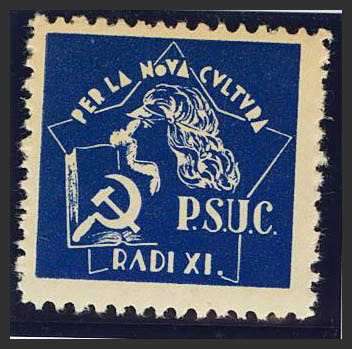 PER LA NOVA CVLTVRA
P.S.U.C.
RADI XI.